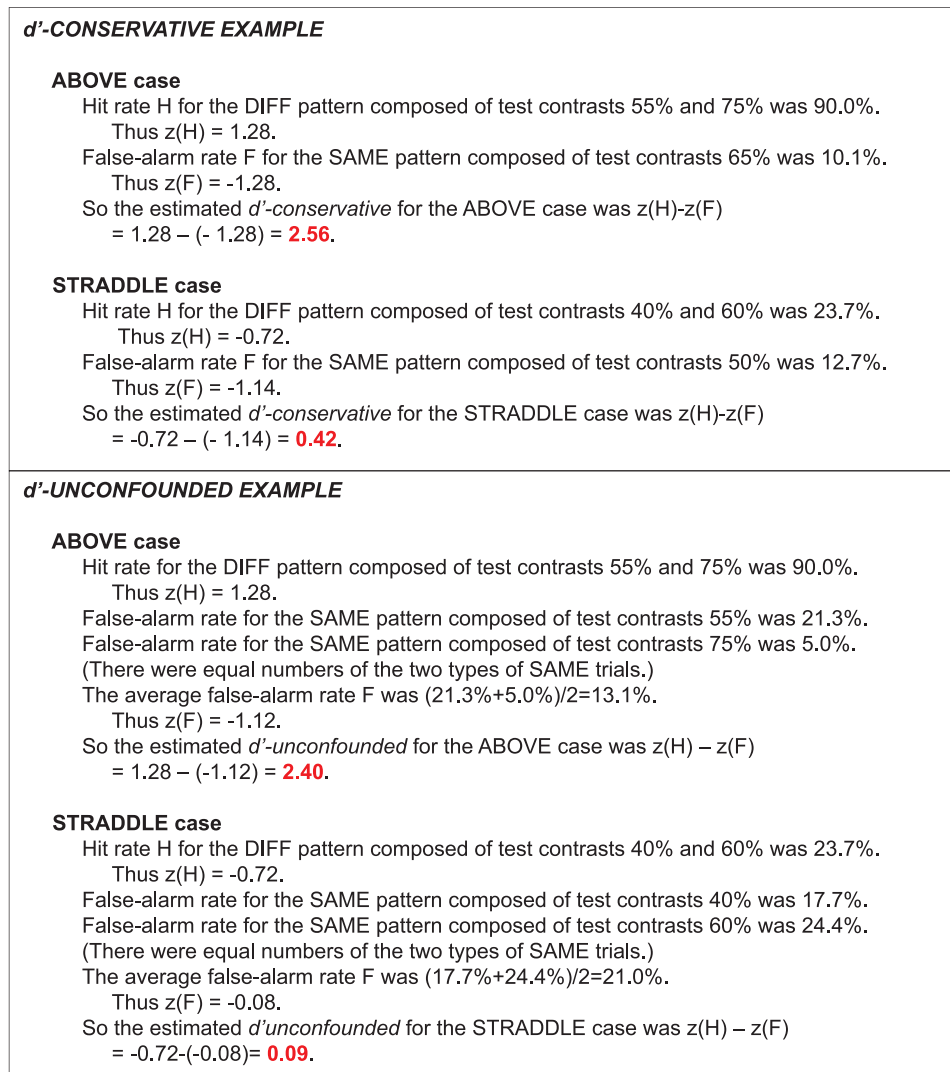 d’-CONSERVATIVE EXAMPLE
ABOVE case
Hit rate H for the DIFF pattern composed of test contrasts 55% and 75% was 90.0%.
Thus z(H) = 1.28.
False-alarm rate F for the SAME pattern composed of test contrasts 65% was 10.1%.
Thus z(F) = -1.28.
So the estimated d’-conservative for the ABOVE case was z(H)-z(F)
= 1.28 – (- 1.28) = 2.56.
STRADDLE case
Hit rate H for the DIFF pattern composed of test contrasts 40% and 60% was 23.7%.
Thus z(H) = -0.72.
False-alarm rate F for the SAME pattern composed of test contrasts 50% was 12.7%.
Thus z(F) = -1.14.
So the estimated d’-conservative for the STRADDLE case was z(H)-z(F)
= -0.72 – (- 1.14) = 0.42.
d’-UNCONFOUNDED EXAMPLE
ABOVE case
Hit rate for the DIFF pattern composed of test contrasts 55% and 75% was 90.0%.
Thus z(H) = 1.28.
False-alarm rate for the SAME pattern composed of test contrasts 55% was 21.3%.
False-alarm rate for the SAME pattern composed of test contrasts 75% was 5.0%.
(There were equal numbers of the two types of SAME trials.)
The average false-alarm rate F was (21.3%+5.0%)/2=13.1%.
Thus z(F) = -1.12.
So the estimated d’-unconfounded for the ABOVE case was z(H) – z(F)
= 1.28 – (-1.12) = 2.40.
STRADDLE case
Hit rate H for the DIFF pattern composed of test contrasts 40% and 60% was 23.7%.
Thus z(H) = -0.72.
False-alarm rate for the SAME pattern composed of test contrasts 40% was 17.7%.
False-alarm rate for the SAME pattern composed of test contrasts 60% was 24.4%.
(There were equal numbers of the two types of SAME trials.)
The average false-alarm rate F was (17.7%+24.4%)/2=21.0%.
Thus z(F) = -0.08.
So the estimated d’unconfounded for the STRADDLE case was z(H) – z(F)
= -0.72-(-0.08)= 0.09.